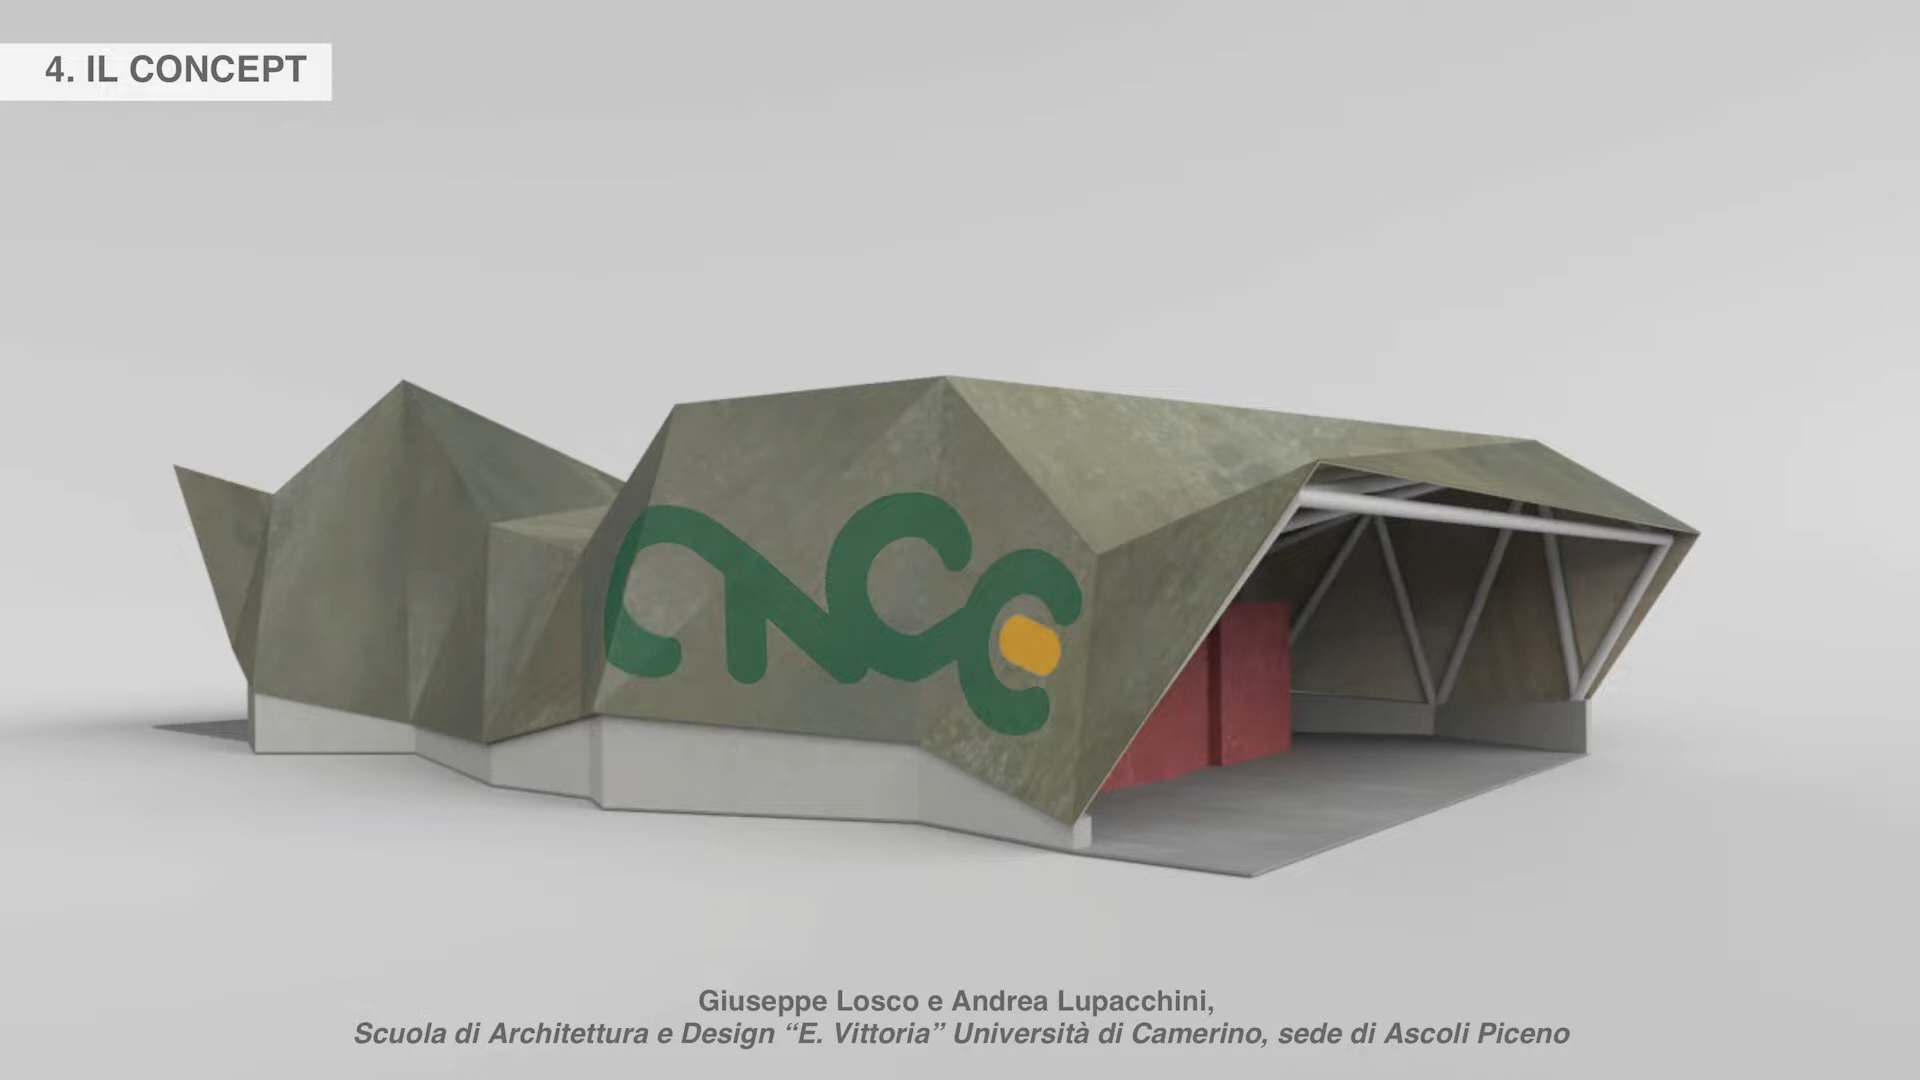 4. IL CONCEPT
CNCC
Giuseppe Losco e Andrea Lupacchini,
Scuola di Architettura e Design “E. Vittoria” Università di Camerino, sede di Ascoli Piceno